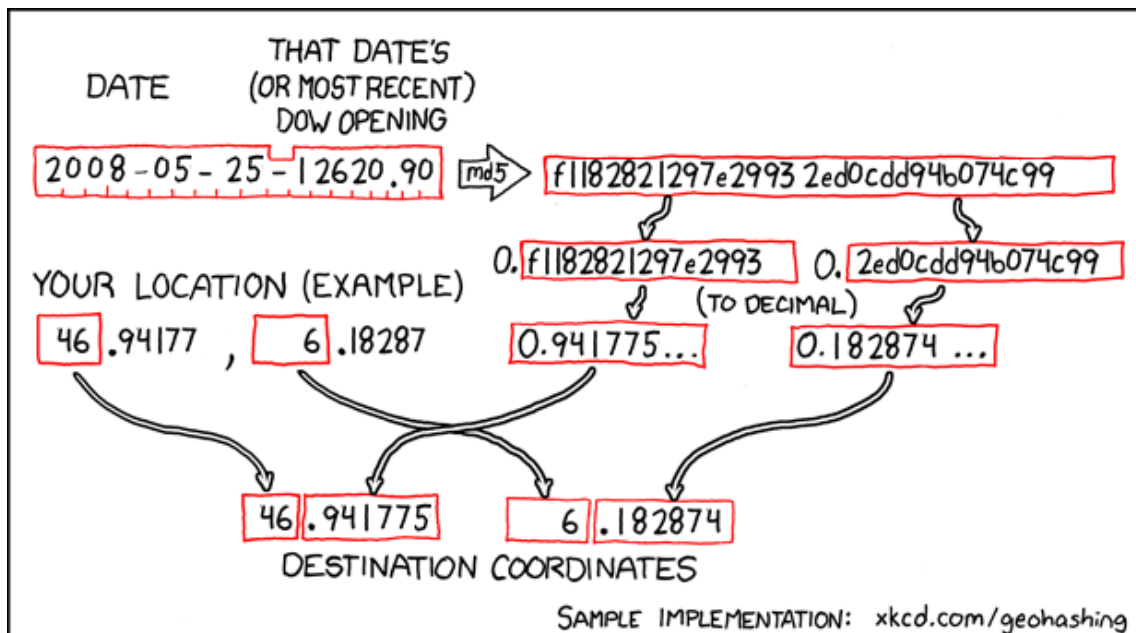 DATE
THAT DATE'S
(OR MOST RECENT)
DOW OPENING
2008-05-25-12620.90
md5
f1182821297e2993 2ed0cdd94b074c99
0.f1182821297e2993
0.2ed0cdd94b074c99
(TO DECIMAL)
0.941775...
0.182874 ...
YOUR LOCATION (EXAMPLE)
46.94177, 6.18287
46.941775 6.182874
DESTINATION COORDINATES
SAMPLE IMPLEMENTATION: xkcd.com/geohashing